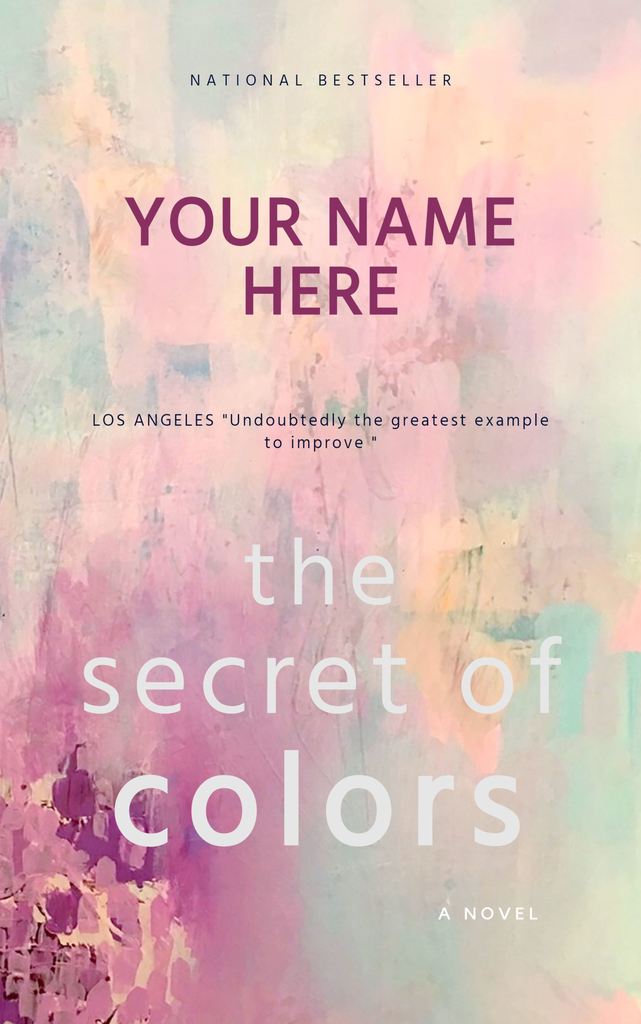 NATIONAL BESTSELLER
YOUR NAME
HERE
LOS ANGELES "Undoubtedly the greatest example
to improve "
the
secret of
colors
A NOVEL